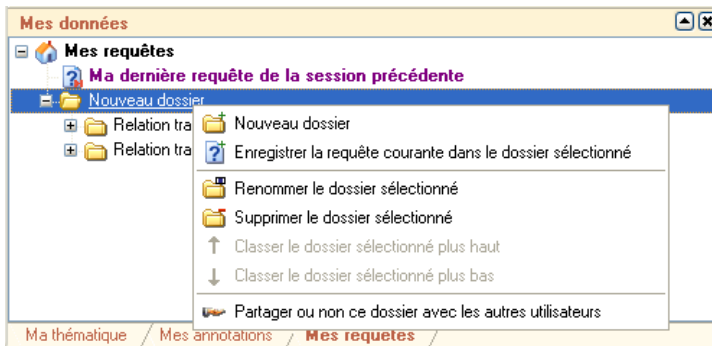 Mes données
Mes requêtes
Ma dernière requête de la session précédente
Nouveau dossier
Relation tra
Relation tra
Nouveau dossier
Enregistrer la requête courante dans le dossier sélectionné
Renommer le dossier sélectionné
Supprimer le dossier sélectionné
Classer le dossier sélectionné plus haut
Classer le dossier sélectionné plus bas
Partager ou non ce dossier avec les autres utilisateurs
Ma thématique / Mes annotations / Mes requêtes /